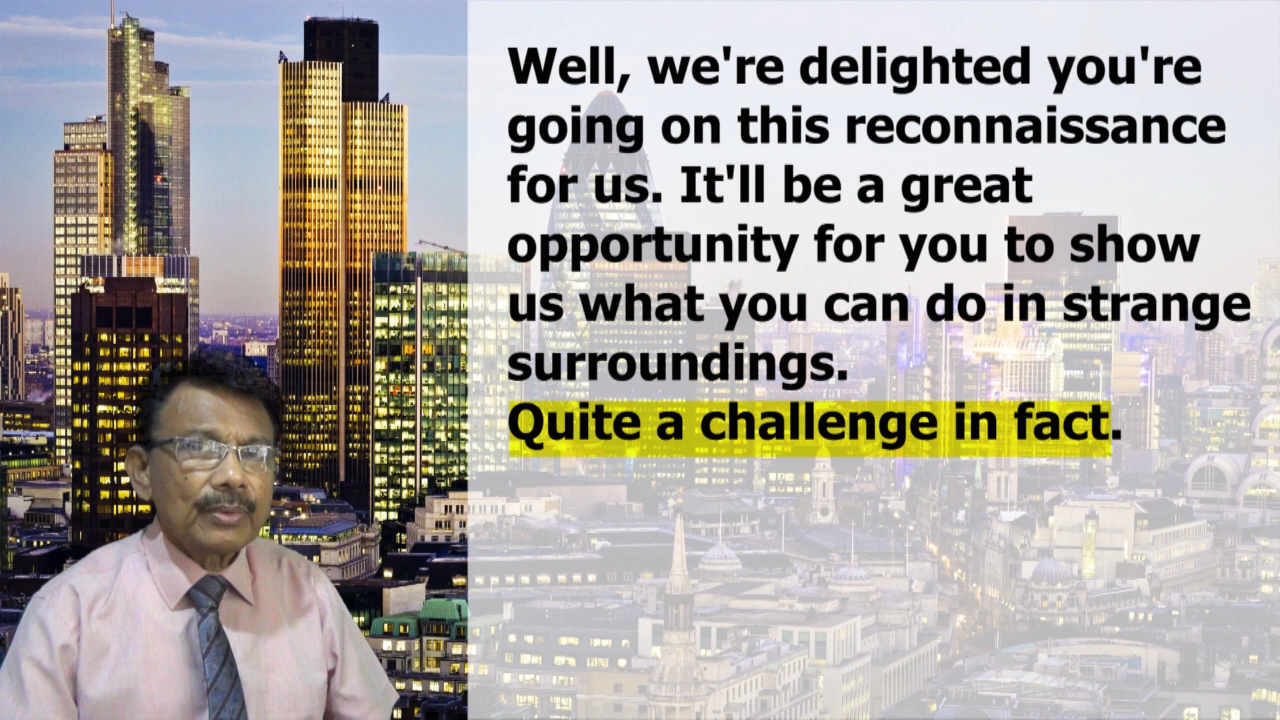 Well, we're delighted you're
going on this reconnaissance
for us. It'll be a great
opportunity for you to show
us what you can do in strange
surroundings.
Quite a challenge in fact.